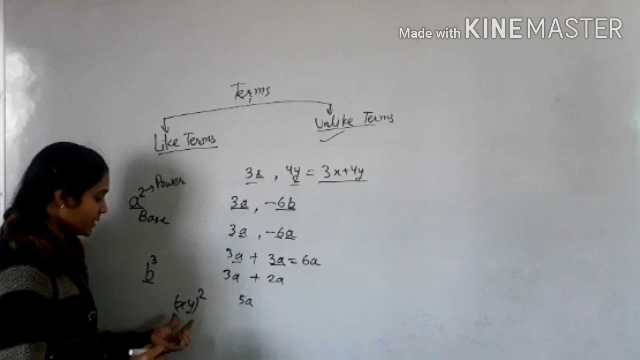 Made with KINEMASTER
Terms
Like Terms
Unlike Terms
3x , 4y = 3x+4y
a² → Power
Base
3a , -6b
3a , -6a
3a + 3a = 6a
b³
3a + 2a
(xy)²
5a